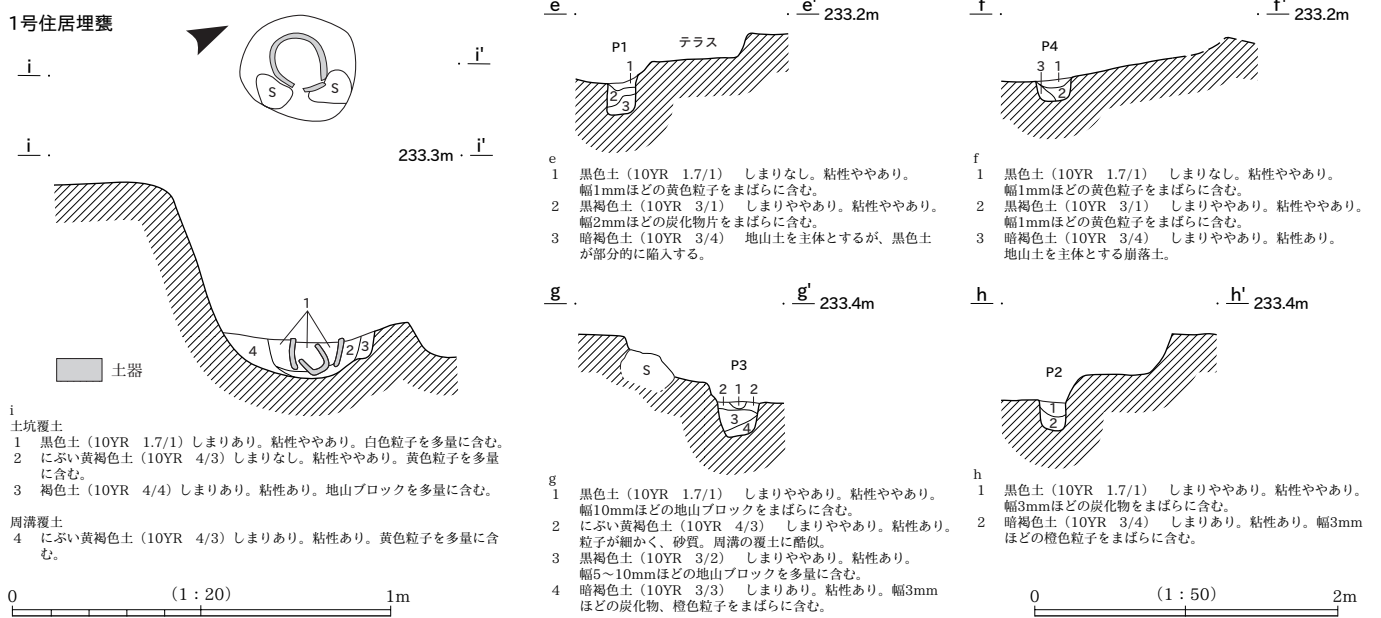 1号住居埋甕
i
i'
S
S
i
233.3m i'
1
4
2
3
土器
i
土坑覆土
1 黒色土（10YR 1.7/1）しまりあり。粘性ややあり。白色粒子を多量に含む。
2 にぶい黄褐色土（10YR 4/3）しまりなし。粘性ややあり。黄色粒子を多量
に含む。
3 褐色土（10YR 4/4）しまりあり。粘性あり。地山ブロックを多量に含む。
周溝覆土
4 にぶい黄褐色土（10YR 4/3）しまりあり。粘性あり。黄色粒子を多量に含
む。
0 （1：20） 1m
e
e' 233.2m
P1
テラス
1
2
3
e
1 黒色土（10YR 1.7/1） しまりなし。粘性ややあり。
幅1mmほどの黄色粒子をまばらに含む。
2 黒褐色土（10YR 3/1） しまりややあり。粘性ややあり。
幅2mmほどの炭化物片をまばらに含む。
3 暗褐色土（10YR 3/4） 地山土を主体とするが、黒色土
が部分的に陥入する。
f
f' 233.2m
P4
3 1
2
f
1 黒色土（10YR 1.7/1） しまりなし。粘性ややあり。
幅1mmほどの黄色粒子をまばらに含む。
2 黒褐色土（10YR 3/1） しまりややあり。粘性ややあり。
幅1mmほどの黄色粒子をまばらに含む。
3 暗褐色土（10YR 3/4） しまりややあり。粘性あり。
地山土を主体とする崩落土。
g
g' 233.4m
S
P3
2 1 2
3
4
g
1 黒色土（10YR 1.7/1） しまりややあり。粘性ややあり。
幅10mmほどの地山ブロックをまばらに含む。
2 にぶい黄褐色土（10YR 4/3） しまりややあり。粘性あり。
粒子が細かく、砂質。周溝の覆土に酷似。
3 黒褐色土（10YR 3/2） しまりややあり。粘性あり。
幅5～10mmほどの地山ブロックを多量に含む。
4 暗褐色土（10YR 3/3） しまりあり。粘性あり。幅3mm
ほどの炭化物、橙色粒子をまばらに含む。
h
h' 233.4m
P2
1
2
h
1 黒色土（10YR 1.7/1） しまりややあり。粘性ややあり。
幅3mmほどの炭化物をまばらに含む。
2 暗褐色土（10YR 3/4） しまりあり。粘性あり。幅3mm
ほどの橙色粒子をまばらに含む。
0 （1：50） 2m